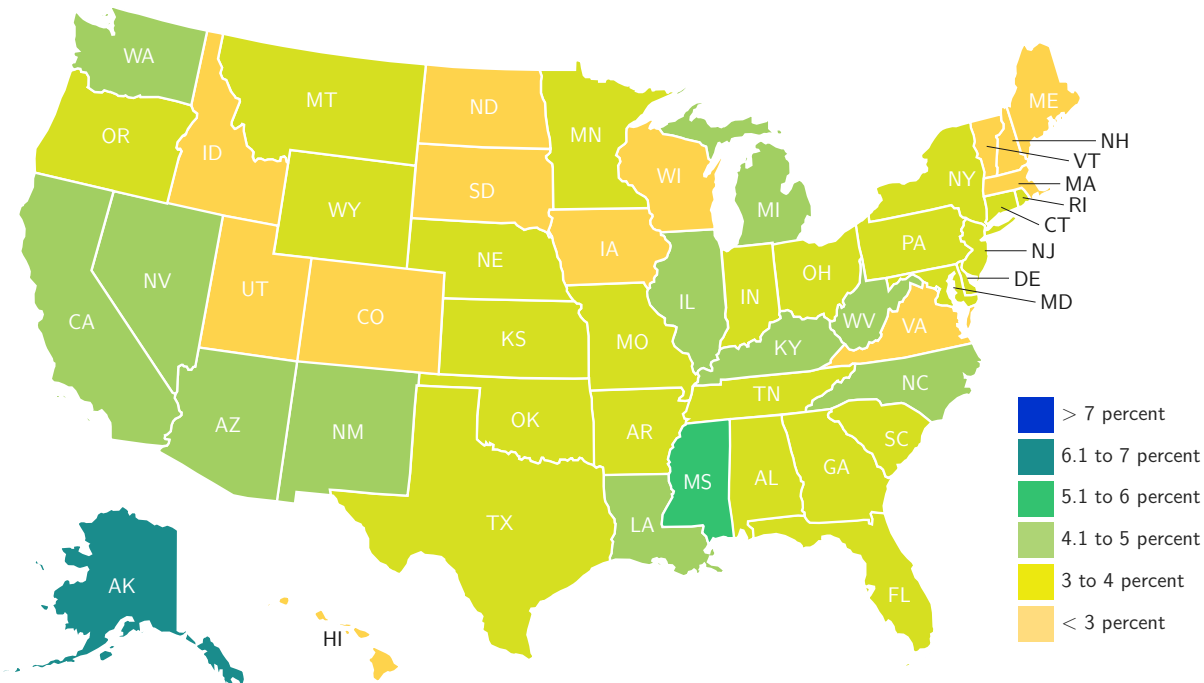 WA
MT
ND
MN
ME
OR
ID
SD
WI
NH
VT
MA
RI
CT
NY
WY
MI
PA
NJ
NE
IA
OH
DE
MD
NV
UT
CO
IL
IN
WV
VA
CA
KS
MO
KY
NC
AZ
NM
OK
AR
TN
SC
TX
LA
MS
AL
GA
FL
AK
HI
> 7 percent
6.1 to 7 percent
5.1 to 6 percent
4.1 to 5 percent
3 to 4 percent
< 3 percent